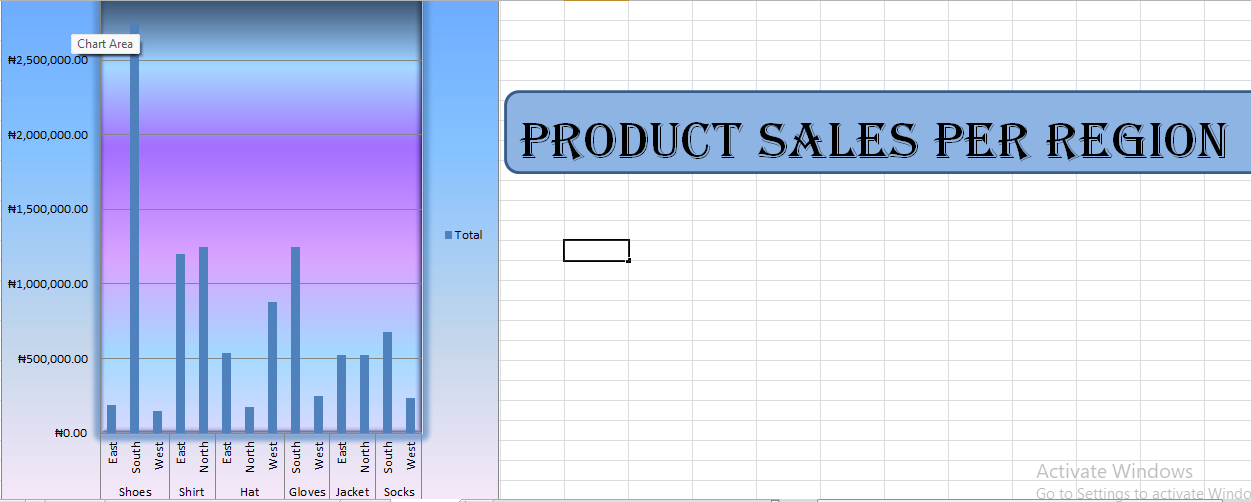 Chart Area
₦2,500,000.00
₦2,000,000.00
₦1,500,000.00
₦1,000,000.00
₦500,000.00
₦0.00
East South West East North East North West South West East North South West
Shoes Shirt Hat Gloves Jacket Socks
Total
PRODUCT SALES PER REGION
Activate Windows
Go to Settings to activate Windo